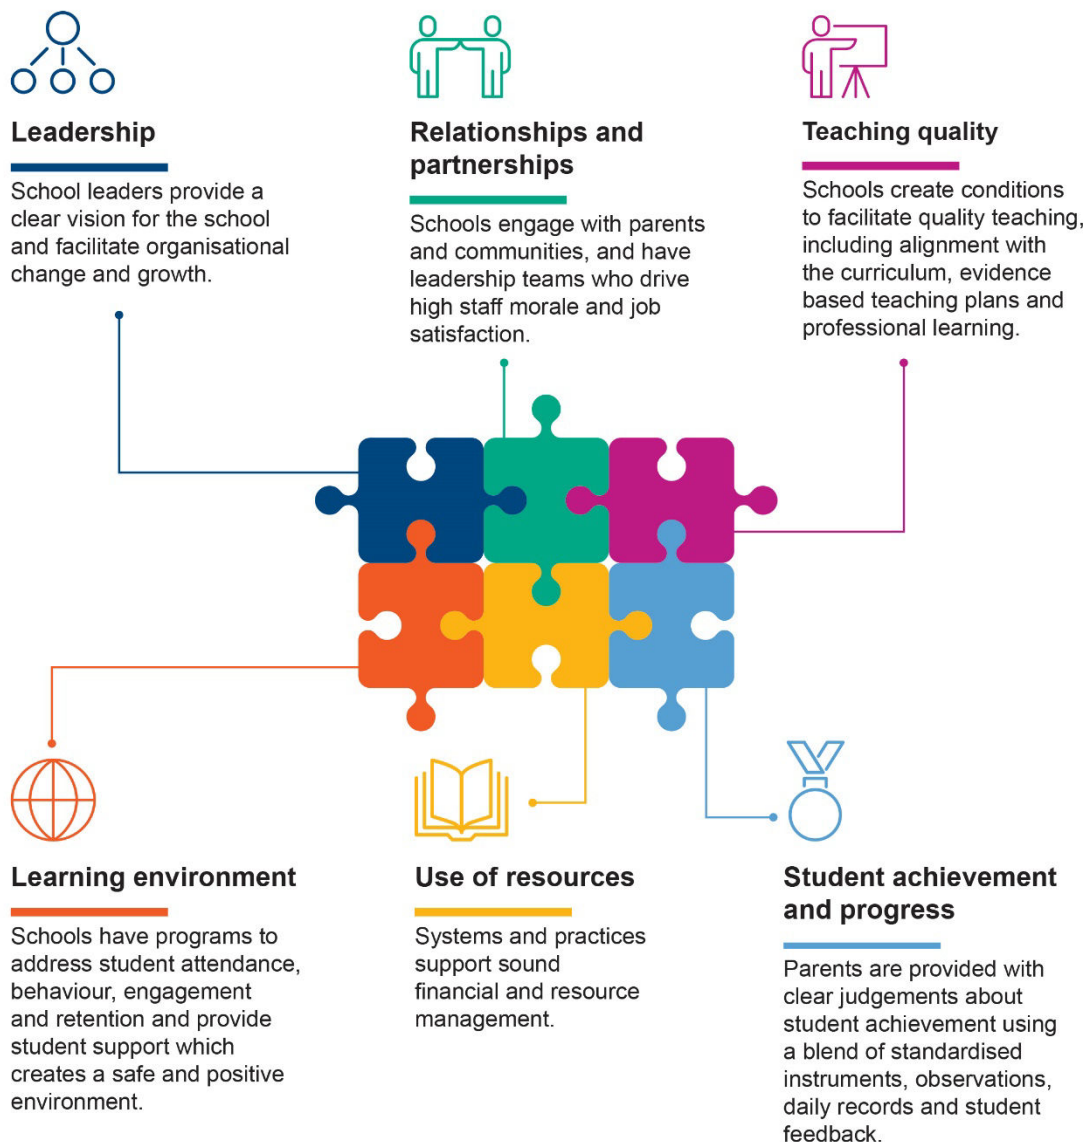 Leadership
School leaders provide a
clear vision for the school
and facilitate organisational
change and growth.
Relationships and
partnerships
Schools engage with parents
and communities, and have
leadership teams who drive
high staff morale and job
satisfaction.
Teaching quality
Schools create conditions
to facilitate quality teaching,
including alignment with
the curriculum, evidence
based teaching plans and
professional learning.
Learning environment
Schools have programs to
address student attendance,
behaviour, engagement
and retention and provide
student support which
creates a safe and positive
environment.
Use of resources
Systems and practices
support sound
financial and resource
management.
Student achievement
and progress
Parents are provided with
clear judgements about
student achievement using
a blend of standardised
instruments, observations,
daily records and student
feedback.